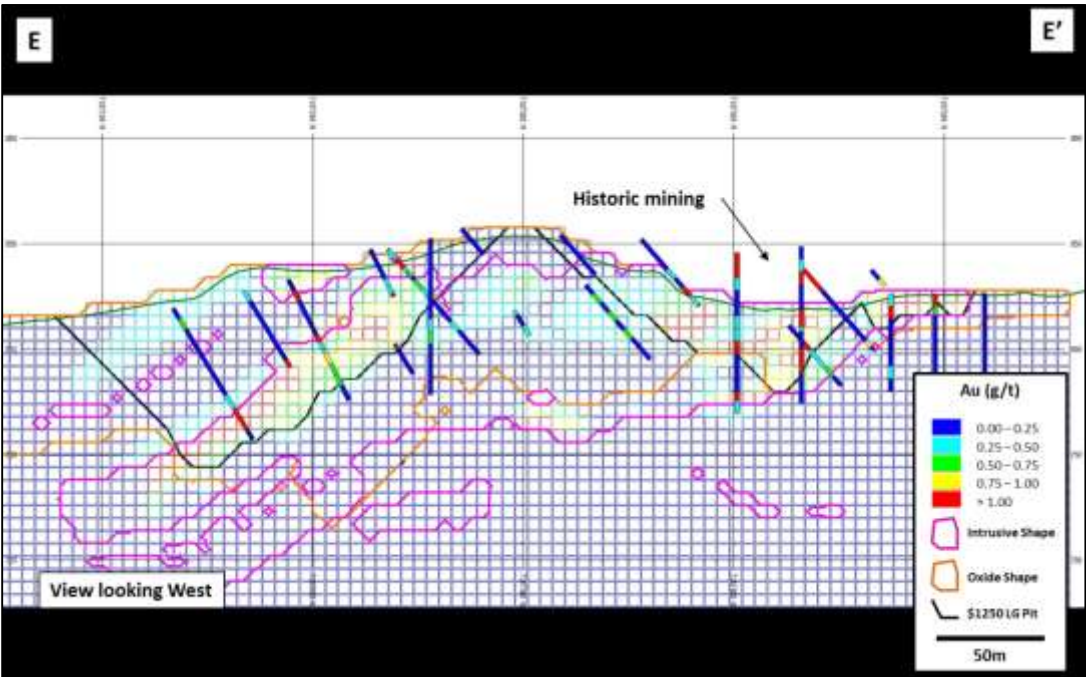 E
E’
Historic mining
Au (g/t)
0.00 – 0.25
0.25 – 0.50
0.50 – 0.75
0.75 – 1.00
> 1.00
Intrusive Shape
Oxide Shape
$1250 LG Pit
50m
View looking West